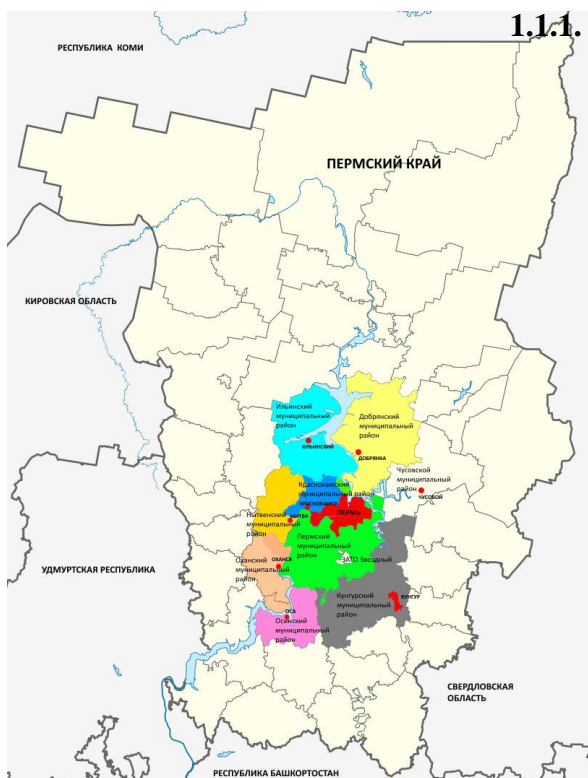 1.1.1.
РЕСПУБЛИКА КОМИ
ПЕРМСКИЙ КРАЙ
КИРОВСКАЯ ОБЛАСТЬ
Ильинский
муниципальный
район
Добрянский
муниципальный
район
ИЛЬИНСКИЙ
ДОБРЯНКА
Чусовской
муниципальный
район
ЧУСОВОЙ
Краснокамский
муниципальный район
КРАСНОКАМСК
Нытвенский
муниципальный
район
НЫТВА
ПЕРМЬ
Пермский
муниципальный
район
Оханский
муниципальный
район
ОХАНСК
ЗАТО Звездный
УДМУРТСКАЯ РЕСПУБЛИКА
Кунгурский
муниципальный
район
КУНГУР
ОСА
Осинский
муниципальный
район
СВЕРДЛОВСКАЯ
ОБЛАСТЬ
РЕСПУБЛИКА БАШКОРТОСТАН